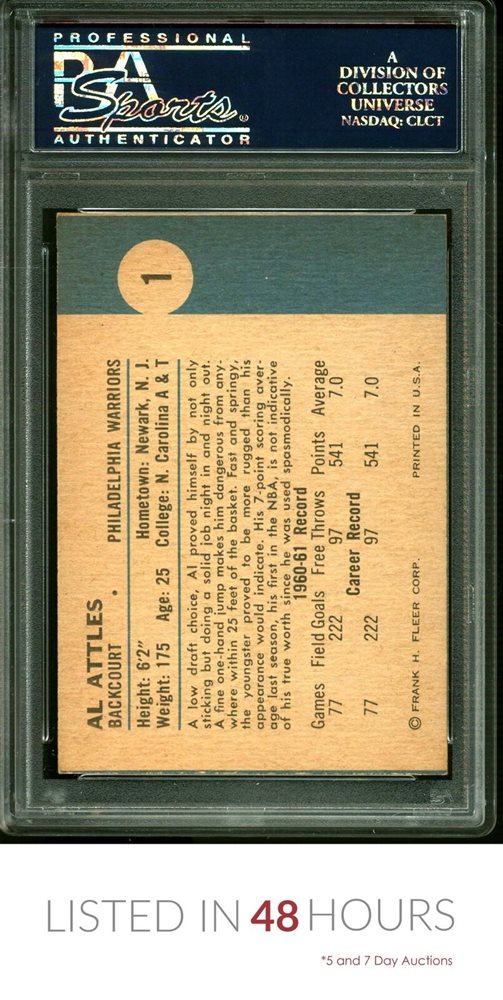 PROFESSIONAL
PSA
Sports®
AUTHENTICATOR
A
DIVISION OF
COLLECTORS
UNIVERSE
NASDAQ: CLCT
1
AL ATTLES
BACKCOURT . PHILADELPHIA WARRIORS
Height: 6'2" Hometown: Newark, N. J.
Weight: 175 Age: 25 College: N. Carolina A & T
A low draft choice, Al proved himself by not only
sticking but doing a solid job night in and night out.
A fine one-hand jump makes him dangerous from any-
where within 25 feet of the basket. Fast and springy,
the youngster proved to be more rugged than his
appearance would indicate. His 7-point scoring aver-
age last season, his first in the NBA, is not indicative
of his true worth since he was used spasmodically.
1960-61 Record
Games Field Goals Free Throws Points Average
77 222 97 541 7.0
Career Record
77 222 97 541 7.0
© FRANK H. FLEER CORP. PRINTED IN U.S.A.
LISTED IN 48 HOURS
*5 and 7 Day Auctions